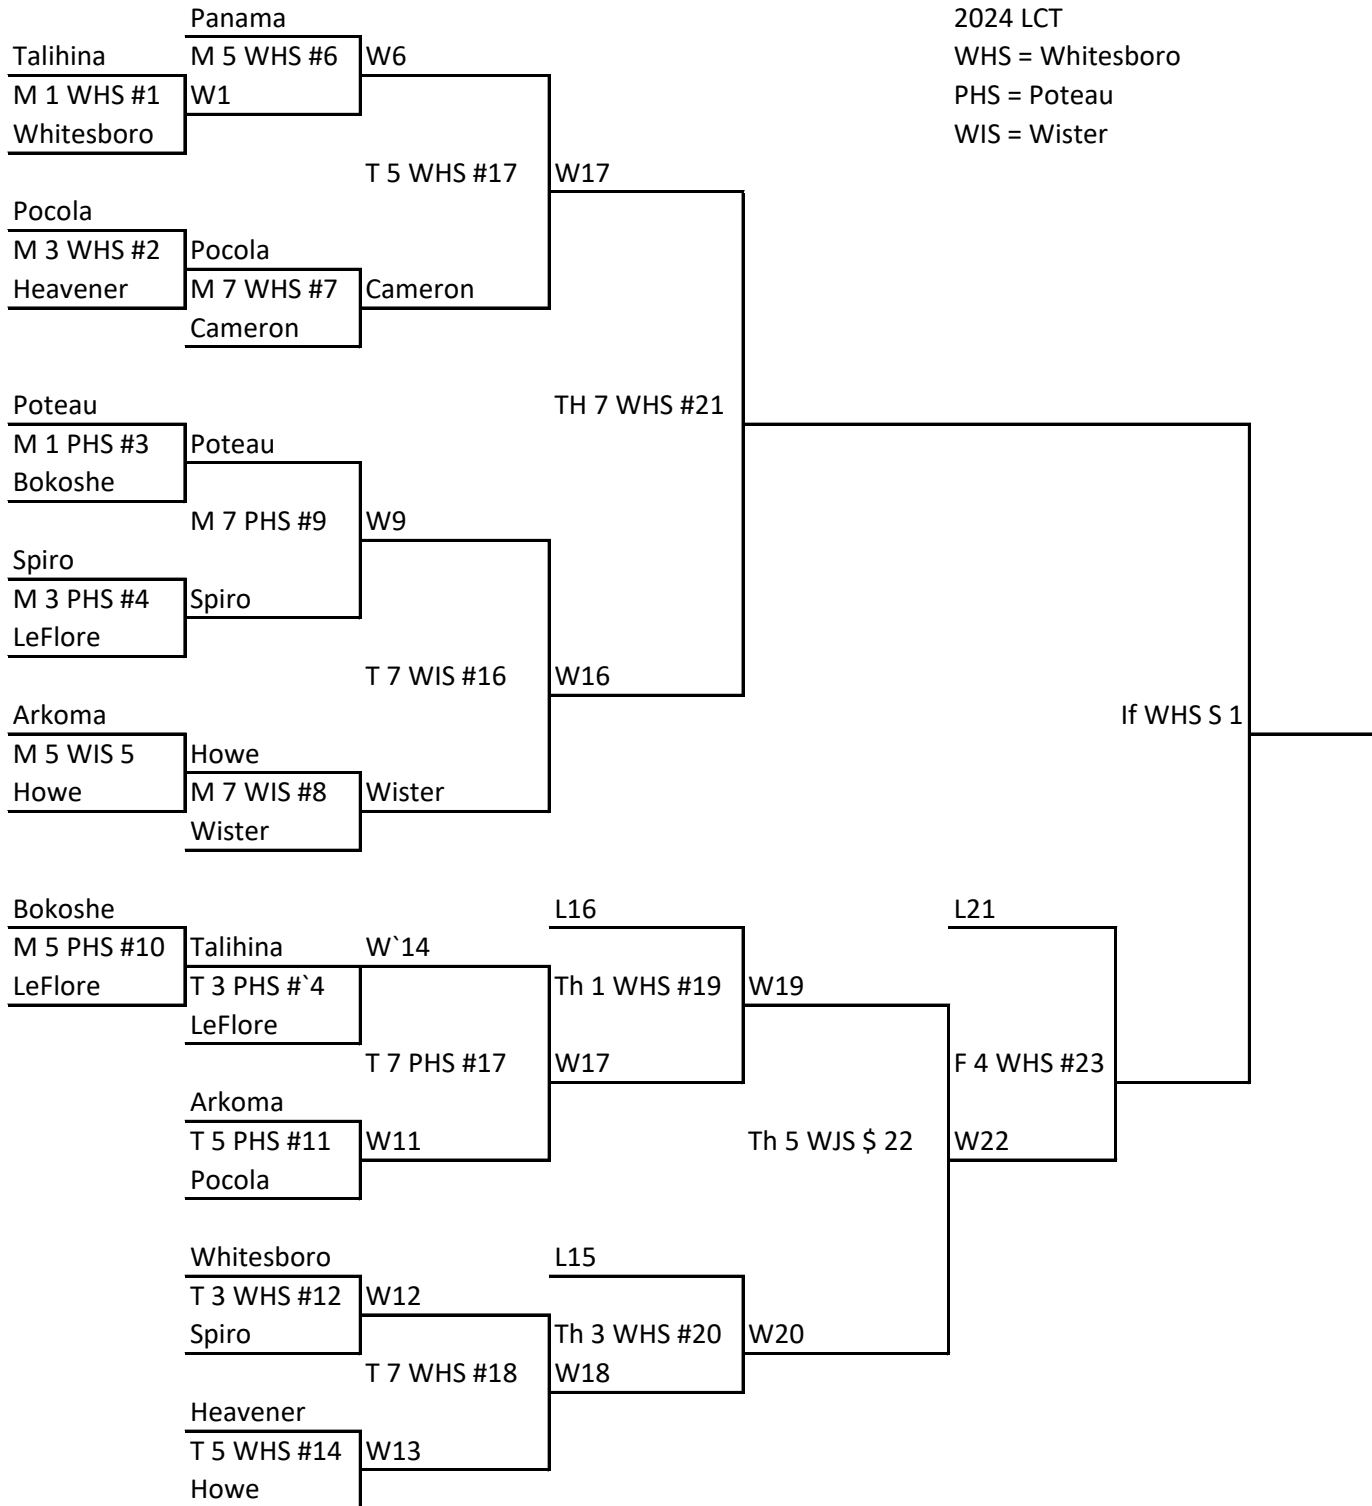 Panama
2024 LCT
Talihina
M 5 WHS #6
W6
WHS = Whitesboro
M 1 WHS #1
W1
PHS = Poteau
Whitesboro
WIS = Wister
T 5 WHS #17
W17
Pocola
M 3 WHS #2
Pocola
Heavener
M 7 WHS #7
Cameron
Cameron
Poteau
TH 7 WHS #21
M 1 PHS #3
Poteau
Bokoshe
M 7 PHS #9
W9
Spiro
M 3 PHS #4
Spiro
LeFlore
T 7 WIS #16
W16
Arkoma
If WHS S 1
M 5 WIS 5
Howe
Howe
M 7 WIS #8
Wister
Wister
Bokoshe
L16
L21
M 5 PHS #10
Talihina
W`14
LeFlore
T 3 PHS #`4
Th 1 WHS #19
W19
LeFlore
T 7 PHS #17
W17
F 4 WHS #23
Arkoma
T 5 PHS #11
W11
Th 5 WJS $ 22
W22
Pocola
Whitesboro
L15
T 3 WHS #12
W12
Spiro
Th 3 WHS #20
W20
T 7 WHS #18
W18
Heavener
T 5 WHS #14
W13
Howe